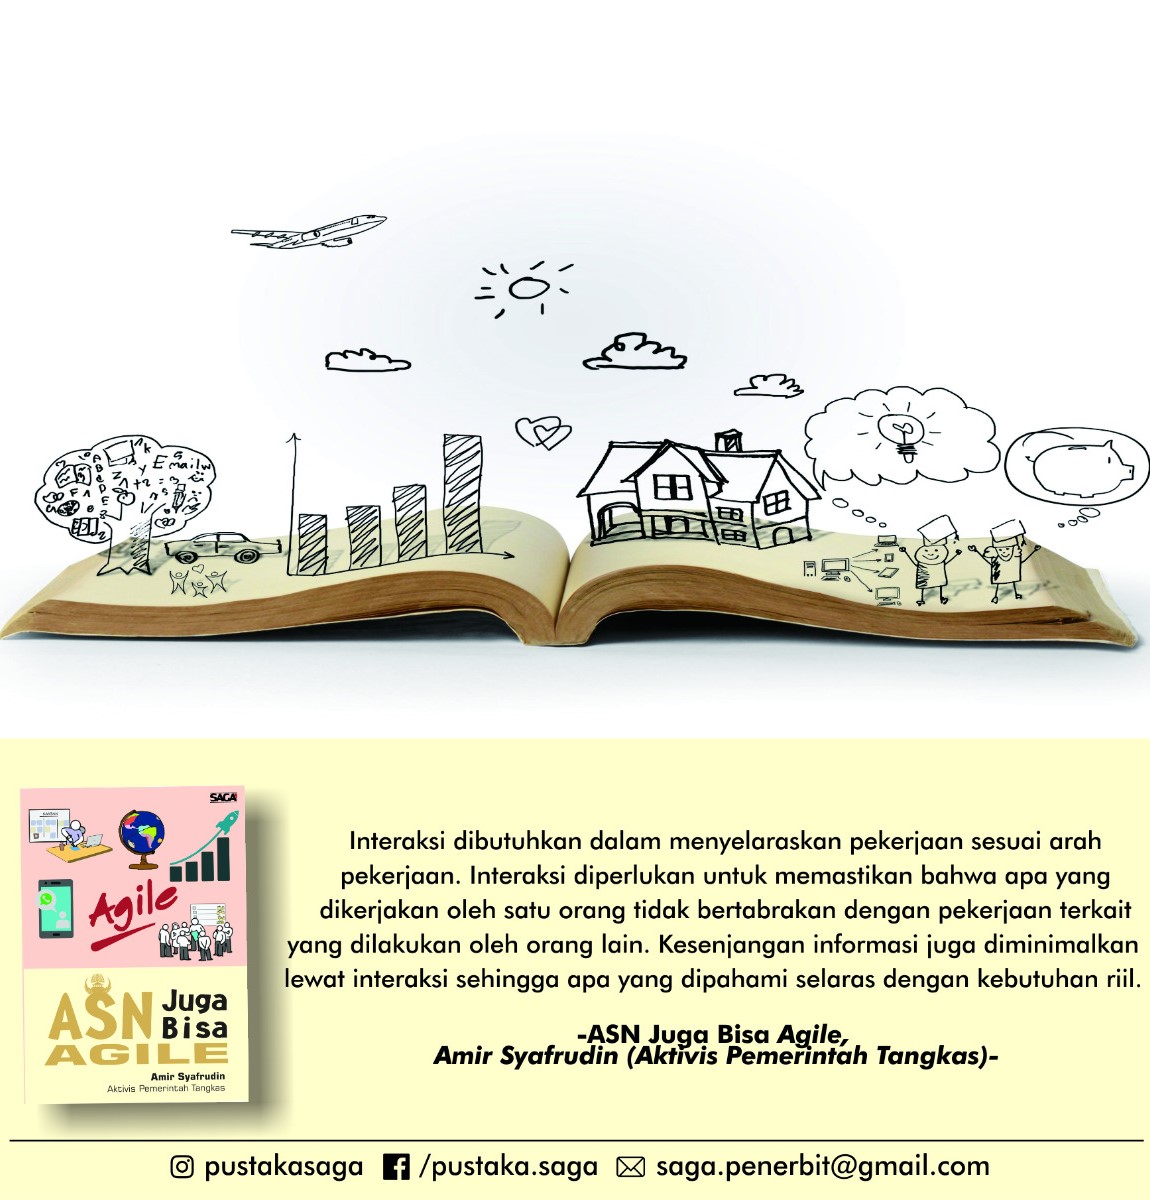 Email
SAGA
Agile
ASN Juga
Bisa
AGILE
Amir Syafrudin
Aktivis Pemerintah Tangkas
Interaksi dibutuhkan dalam menyelaraskan pekerjaan sesuai arah
pekerjaan. Interaksi diperlukan untuk memastikan bahwa apa yang
dikerjakan oleh satu orang tidak bertabrakan dengan pekerjaan terkait
yang dilakukan oleh orang lain. Kesenjangan informasi juga diminimalkan
lewat interaksi sehingga apa yang dipahami selaras dengan kebutuhan riil.
-ASN Juga Bisa Agile,
Amir Syafrudin (Aktivis Pemerintah Tangkas)-
pustakasaga /pustaka.saga saga.penerbit@gmail.com